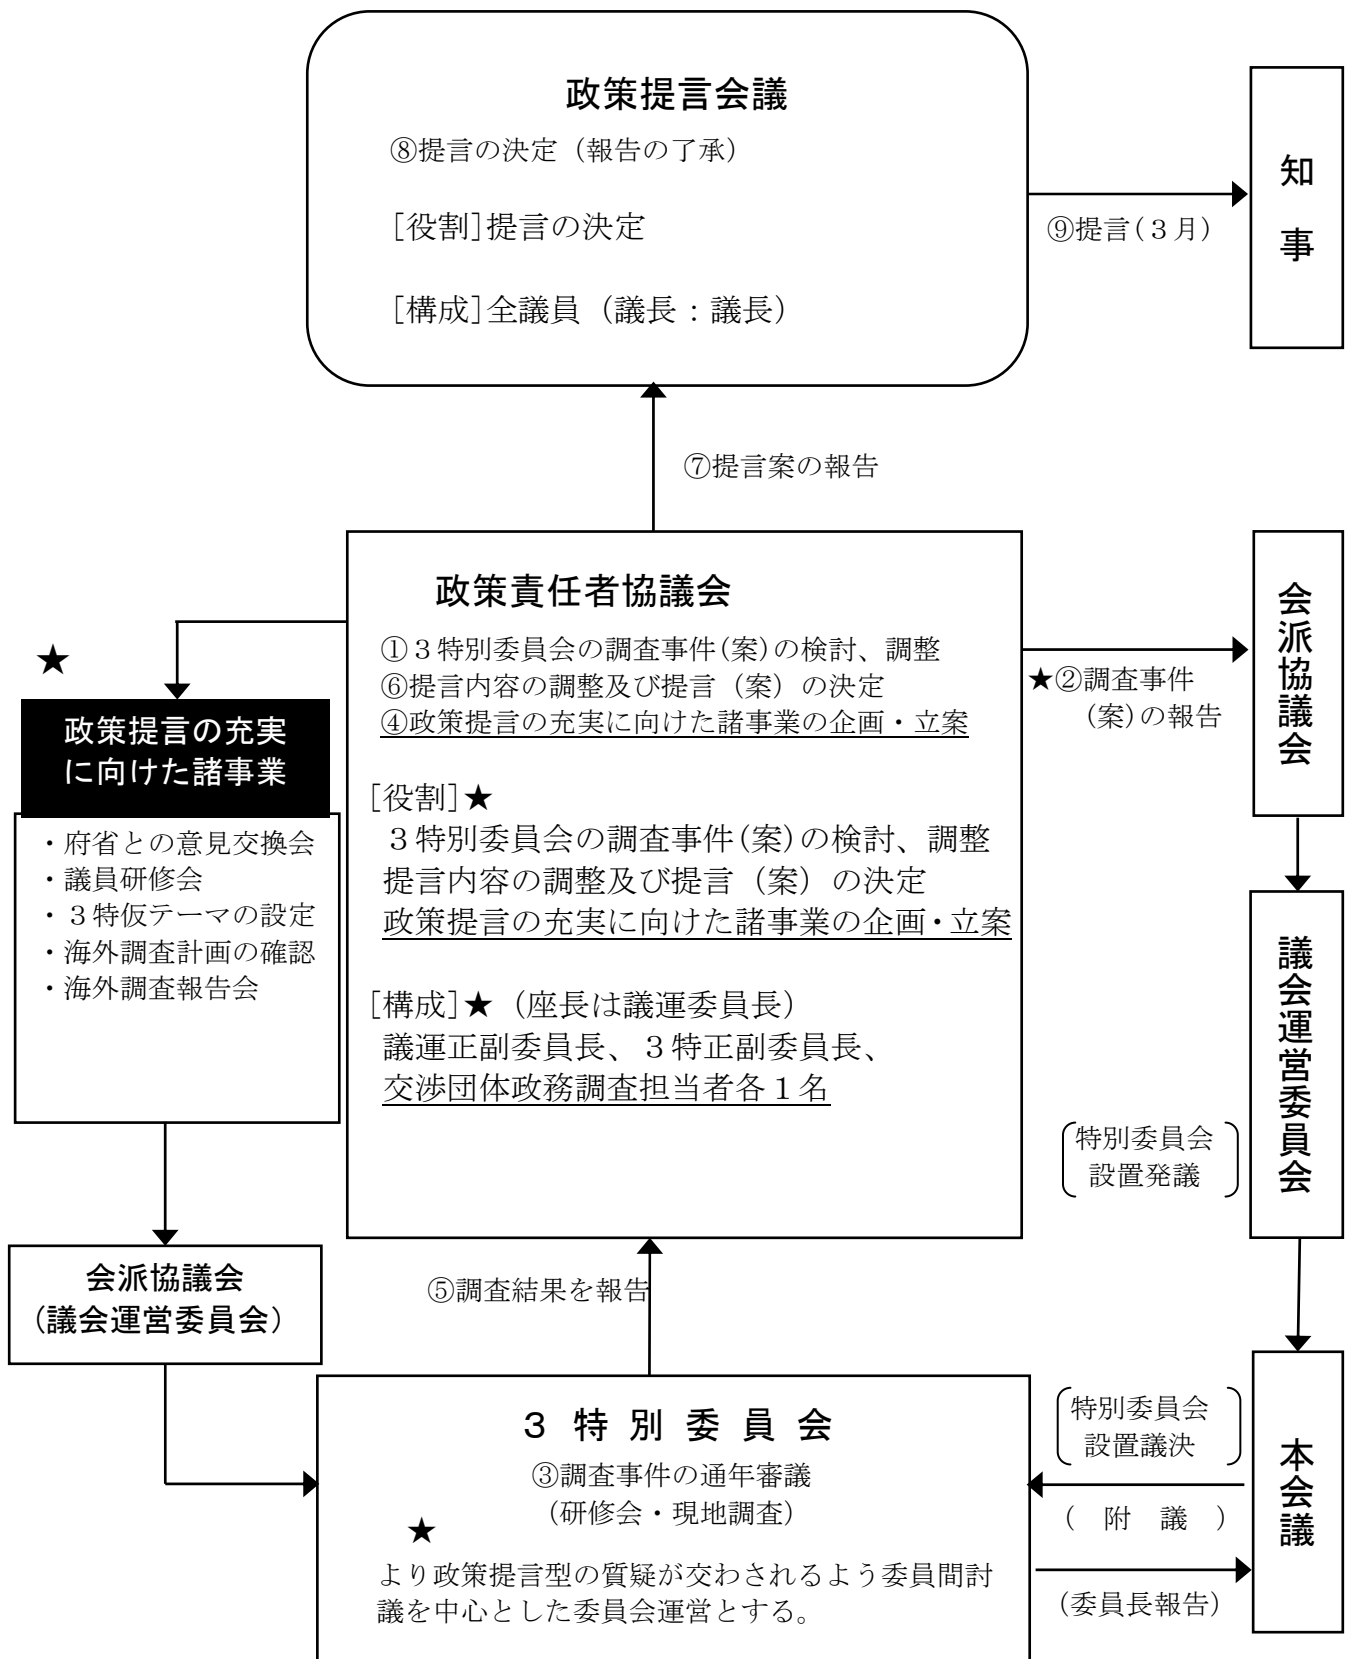 政策提言会議
⑧提言の決定（報告の了承）
[役割]提言の決定
[構成]全議員（議長：議長）
⑨提言(３月)
知事
⑦提言案の報告
政策責任者協議会
①３特別委員会の調査事件(案)の検討、調整
⑥提言内容の調整及び提言（案）の決定
④政策提言の充実に向けた諸事業の企画・立案
[役割]★
３特別委員会の調査事件(案)の検討、調整
提言内容の調整及び提言（案）の決定
政策提言の充実に向けた諸事業の企画・立案
[構成]★（座長は議運委員長）
議運正副委員長、３特正副委員長、
交渉団体政務調査担当者各１名
★②調査事件
(案)の報告
会派協議会
議会運営委員会
特別委員会
設置発議
★
政策提言の充実
に向けた諸事業
・府省との意見交換会
・議員研修会
・３特仮テーマの設定
・海外調査計画の確認
・海外調査報告会
会派協議会
(議会運営委員会)
⑤調査結果を報告
３特別委員会
③調査事件の通年審議
(研修会・現地調査)
★
より政策提言型の質疑が交わされるよう委員間討
議を中心とした委員会運営とする。
特別委員会
設置議決
(　附　議　)
(委員長報告)
本会議